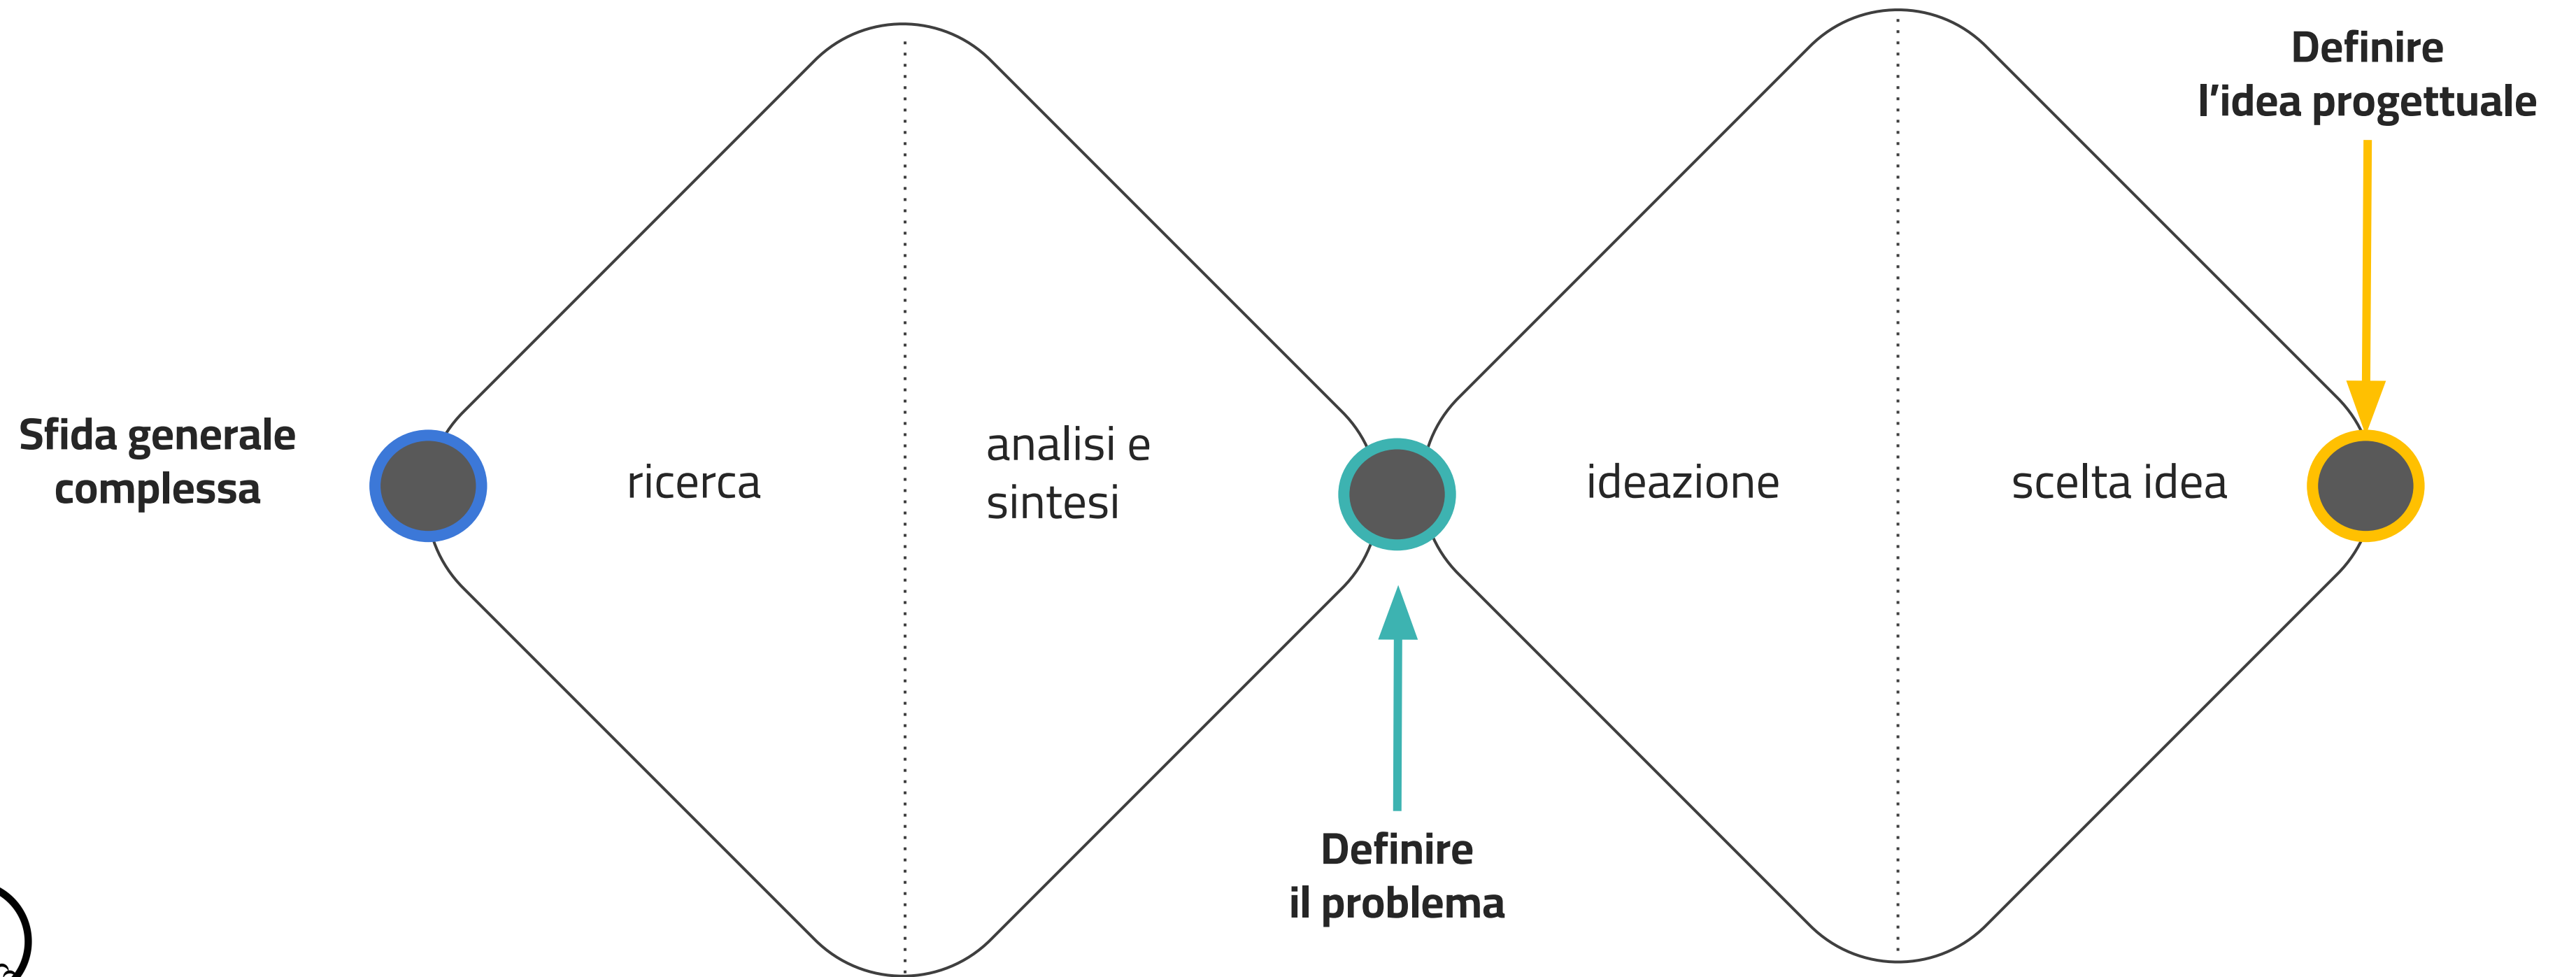 Definire
l'idea progettuale
Sfida generale
complessa
ricerca
analisi e
sintesi
ideazione
scelta idea
Definire
il problema